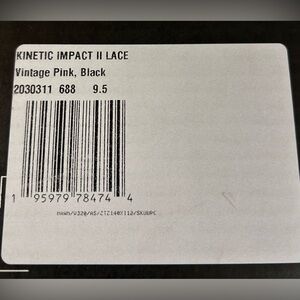 KINETIC IMPACT II LACE
Vintage Pink, Black
2030311 688 9.5
1 95979 78474 4